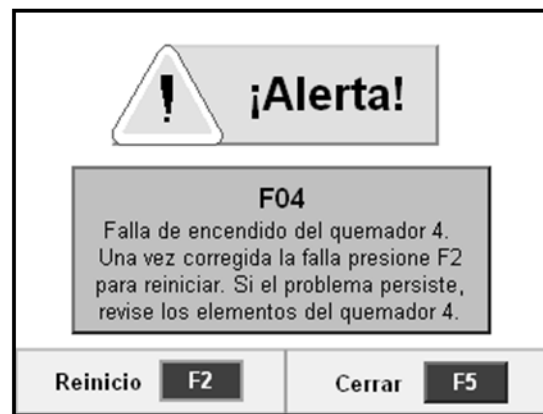 ¡Alerta!
F04
Falla de encendido del quemador 4.
Una vez corregida la falla presione F2
para reiniciar. Si el problema persiste,
revise los elementos del quemador 4.
Reinicio F2
Cerrar F5